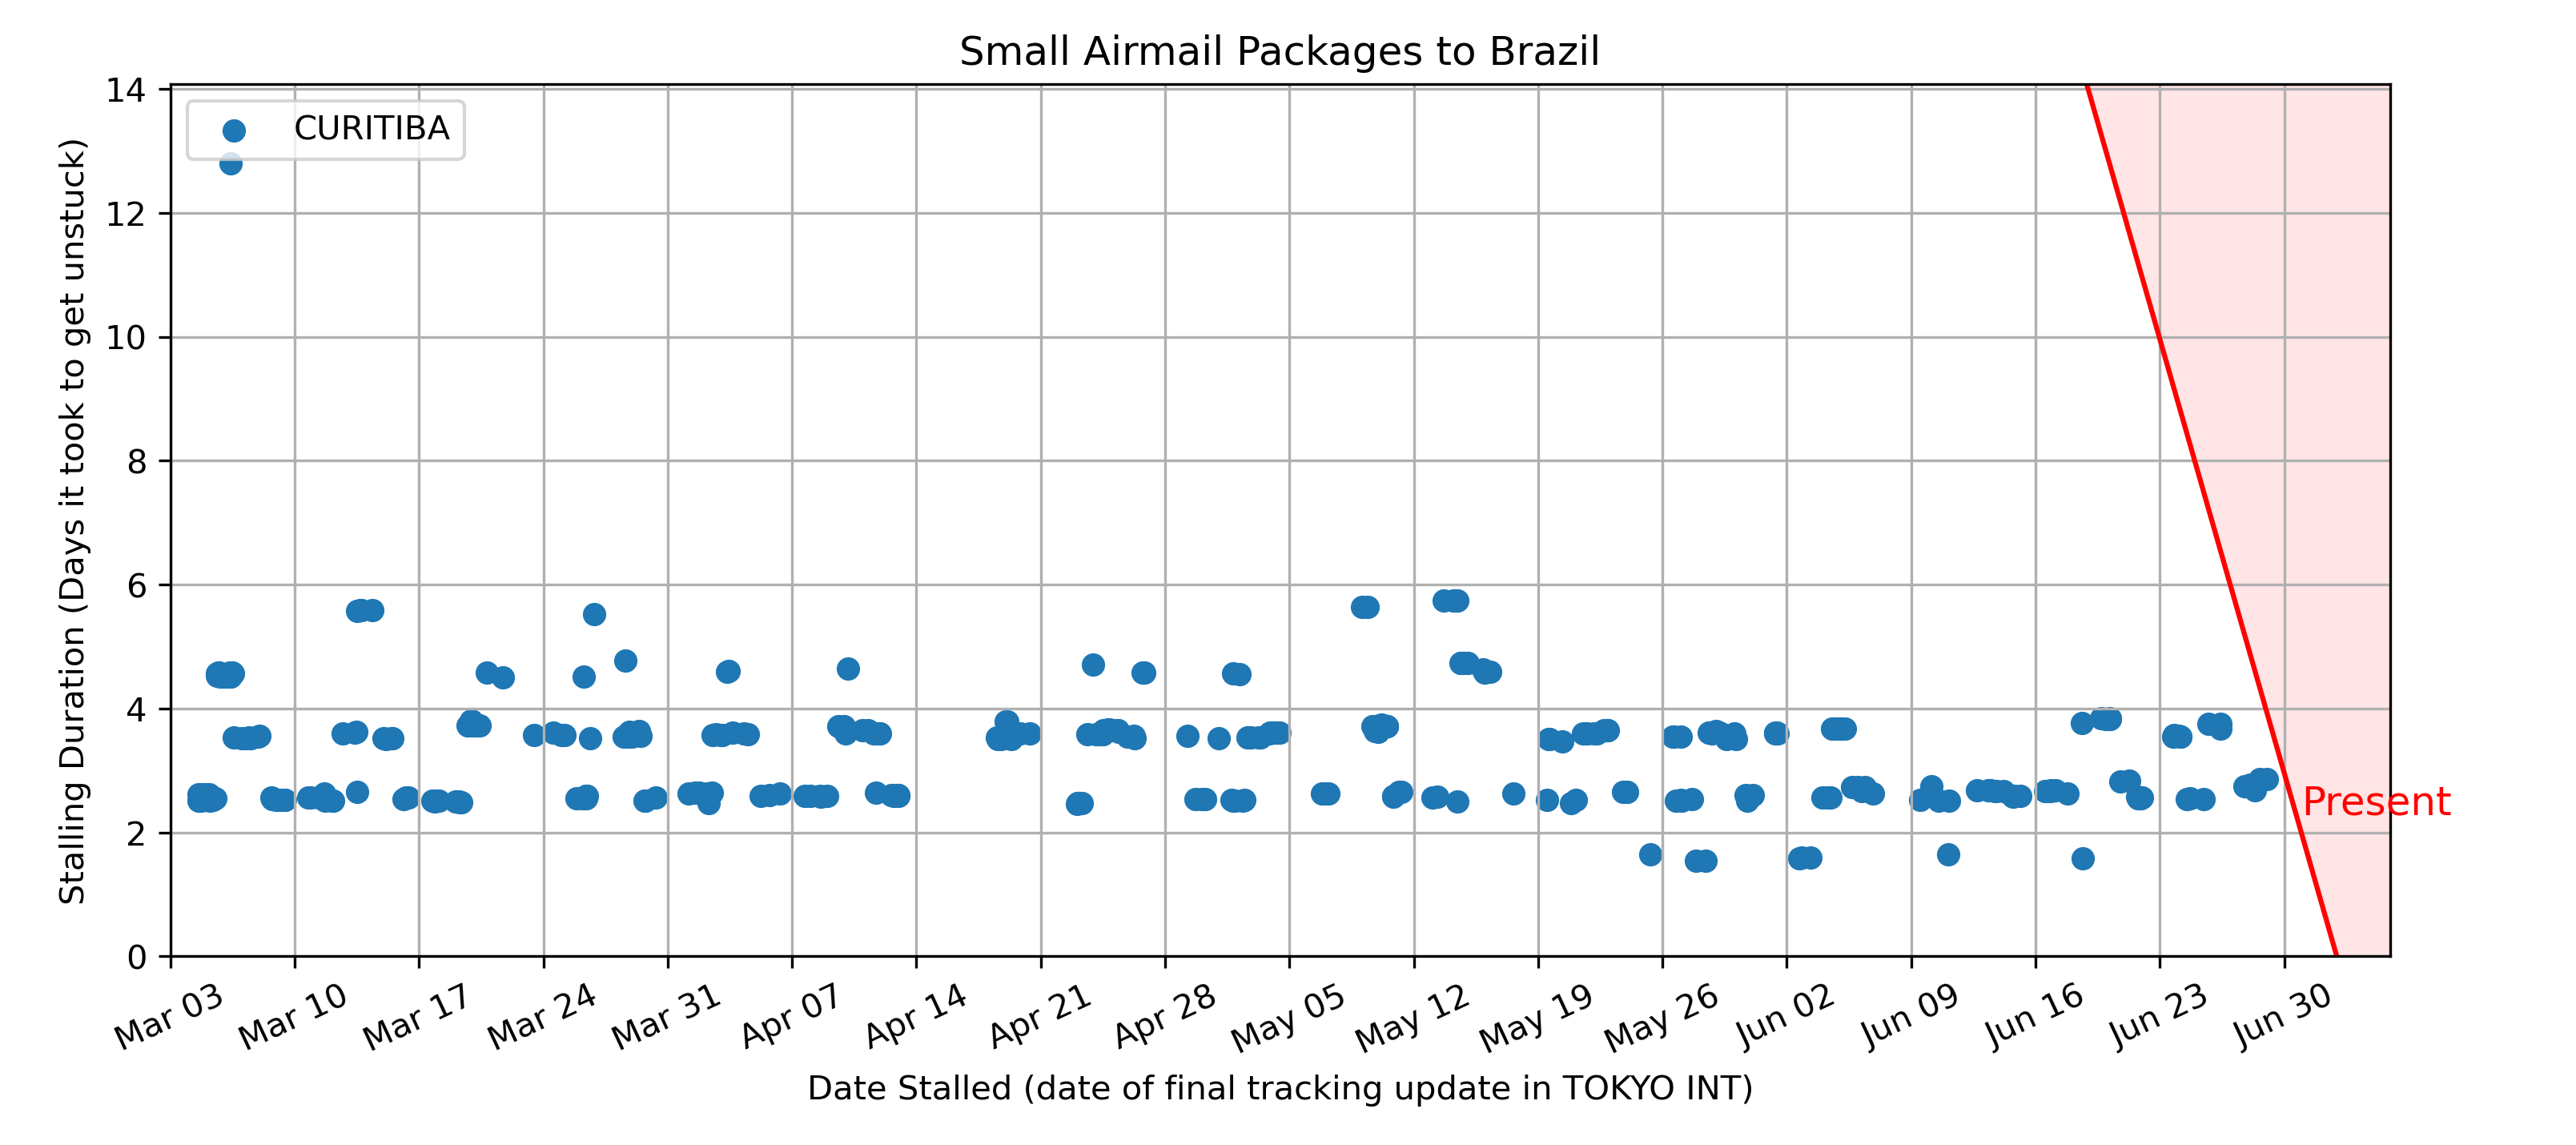 Small Airmail Packages to Brazil
Stalling Duration (Days it took to get unstuck)
14
12
10
8
6
4
2
0
CURITIBA
Present
Mar 03
Mar 10
Mar 17
Mar 24
Mar 31
Apr 07
Apr 14
Apr 21
Apr 28
May 05
May 12
May 19
May 26
Jun 02
Jun 09
Jun 16
Jun 23
Jun 30
Date Stalled (date of final tracking update in TOKYO INT)